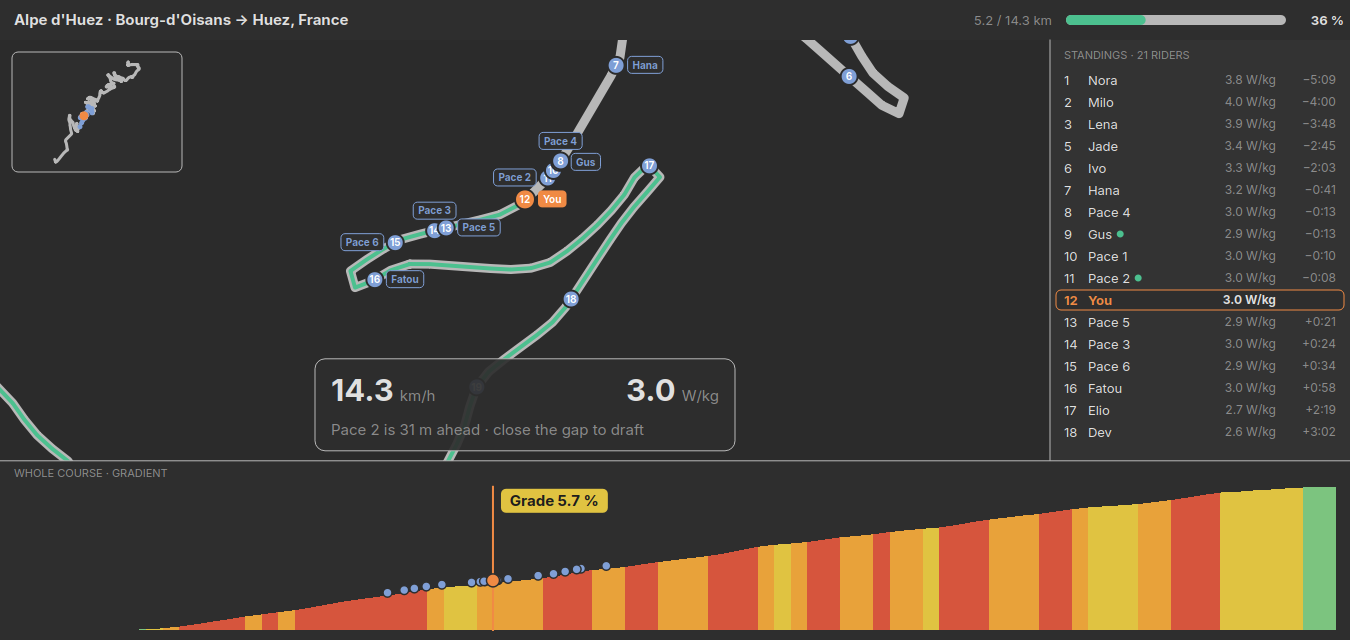 Alpe d'Huez · Bourg-d'Oisans → Huez, France
5.2 / 14.3 km
36 %
7 Hana
6
Pace 4
8 Gus
Pace 2
12 You
17
Pace 3
13 Pace 5
Pace 6 15
16 Fatou
18
14.3 km/h 3.0 W/kg
Pace 2 is 31 m ahead · close the gap to draft
STANDINGS · 21 RIDERS
1 Nora 3.8 W/kg −5:09
2 Milo 4.0 W/kg −4:00
3 Lena 3.9 W/kg −3:48
5 Jade 3.4 W/kg −2:45
6 Ivo 3.3 W/kg −2:03
7 Hana 3.2 W/kg −0:41
8 Pace 4 3.0 W/kg −0:13
9 Gus 2.9 W/kg −0:13
10 Pace 1 3.0 W/kg −0:10
11 Pace 2 3.0 W/kg −0:08
12 You 3.0 W/kg
13 Pace 5 2.9 W/kg +0:21
14 Pace 3 3.0 W/kg +0:24
15 Pace 6 2.9 W/kg +0:34
16 Fatou 3.0 W/kg +0:58
17 Elio 2.7 W/kg +2:19
18 Dev 2.6 W/kg +3:02
WHOLE COURSE · GRADIENT
Grade 5.7 %